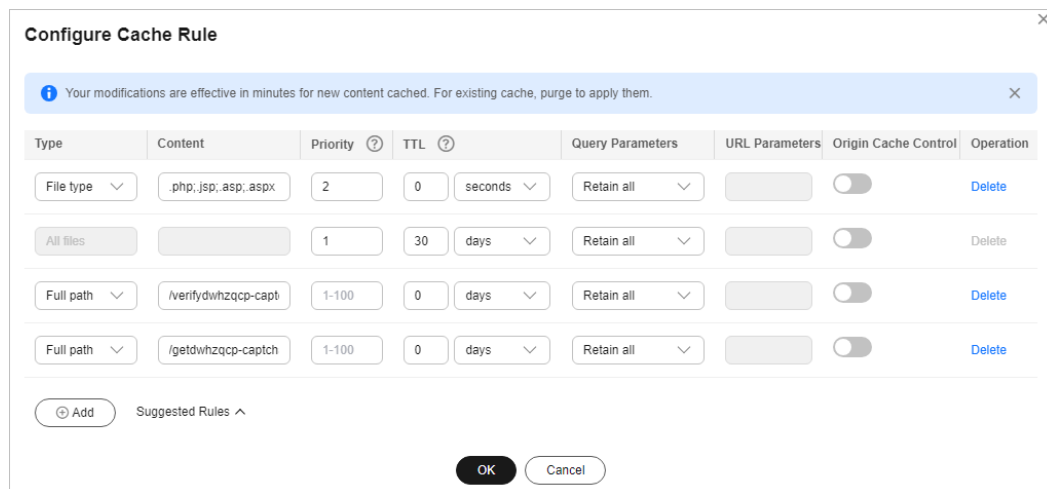 Configure Cache Rule
Your modifications are effective in minutes for new content cached. For existing cache, purge to apply them.
Type Content Priority ? TTL ? Query Parameters URL Parameters Origin Cache Control Operation
File type .php;.jsp;.asp;.aspx 2 0 seconds Retain all Delete
All files 1 30 days Retain all Delete
Full path /verifydwhzqcp-capt 1-100 0 days Retain all Delete
Full path /getdwhzqcp-captch 1-100 0 days Retain all Delete
Add Suggested Rules
OK Cancel